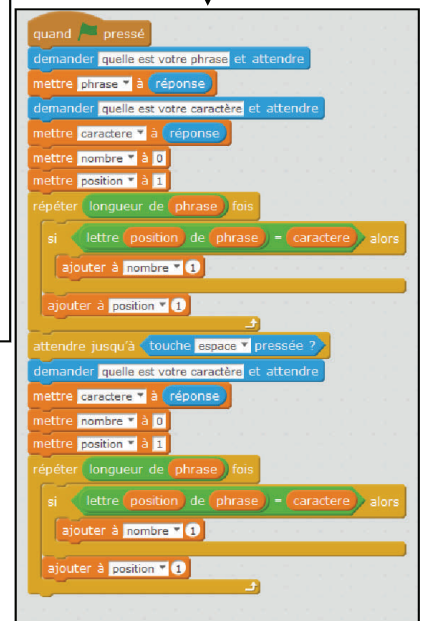 quand pressé
demander quelle est votre phrase et attendre
mettre phrase à réponse
demander quelle est votre caractère et attendre
mettre caractere à réponse
mettre nombre à 0
mettre position à 1
répéter longueur de phrase fois
si lettre position de phrase = caractere alors
ajouter à nombre 1
ajouter à position 1
attendre jusqu'à touche espace pressée ?
demander quelle est votre caractère et attendre
mettre caractere à réponse
mettre nombre à 0
mettre position à 1
répéter longueur de phrase fois
si lettre position de phrase = caractere alors
ajouter à nombre 1
ajouter à position 1